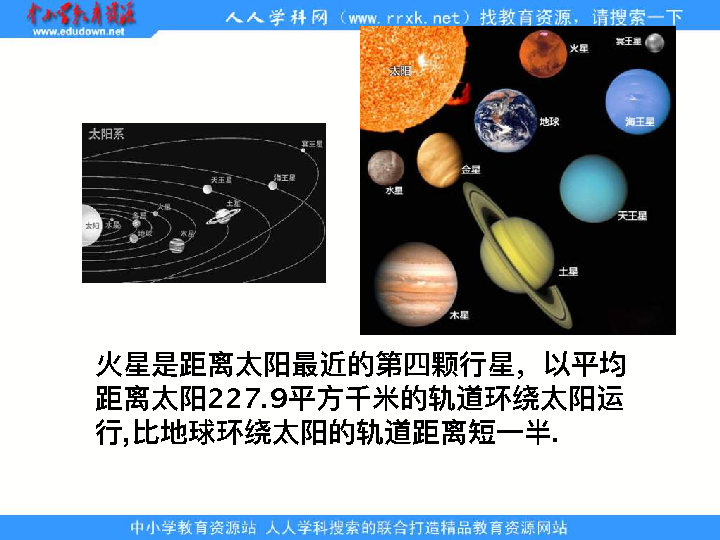 中小学教育资源
www.edudown.net
人人学科网（www.rrxk.net）找教育资源，请搜索一下
太阳系
冥王星
天王星
海王星
土星
火星
金星
太阳
水星
地球
木星
太阳
火星
冥王星
地球
海王星
金星
水星
天王星
土星
木星
火星是距离太阳最近的第四颗行星，以平均
距离太阳227.9平方千米的轨道环绕太阳运
行,比地球环绕太阳的轨道距离短一半.
中小学教育资源站 人人学科搜索的联合打造精品教育资源网站